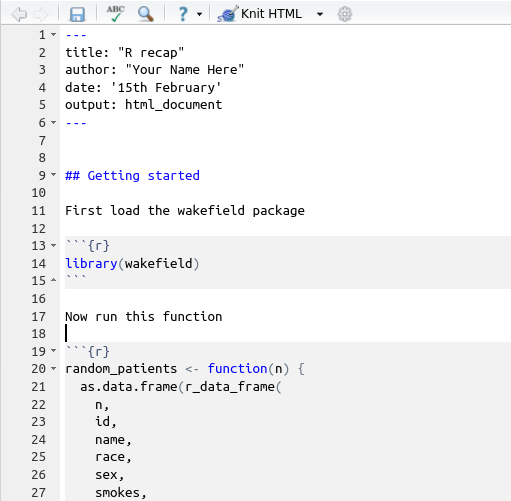 ABC ? Knit HTML
1 ---
2 title: "R recap"
3 author: "Your Name Here"
4 date: '15th February'
5 output: html_document
6 ---
7
8
9 ## Getting started
10
11 First load the wakefield package
12
13 ```{r}
14 library(wakefield)
15 ```
16
17 Now run this function
18
19 ```{r}
20 random_patients <- function(n) {
21 as.data.frame(r_data_frame(
22 n,
23 id,
24 name,
25 race,
26 sex,
27 smokes,